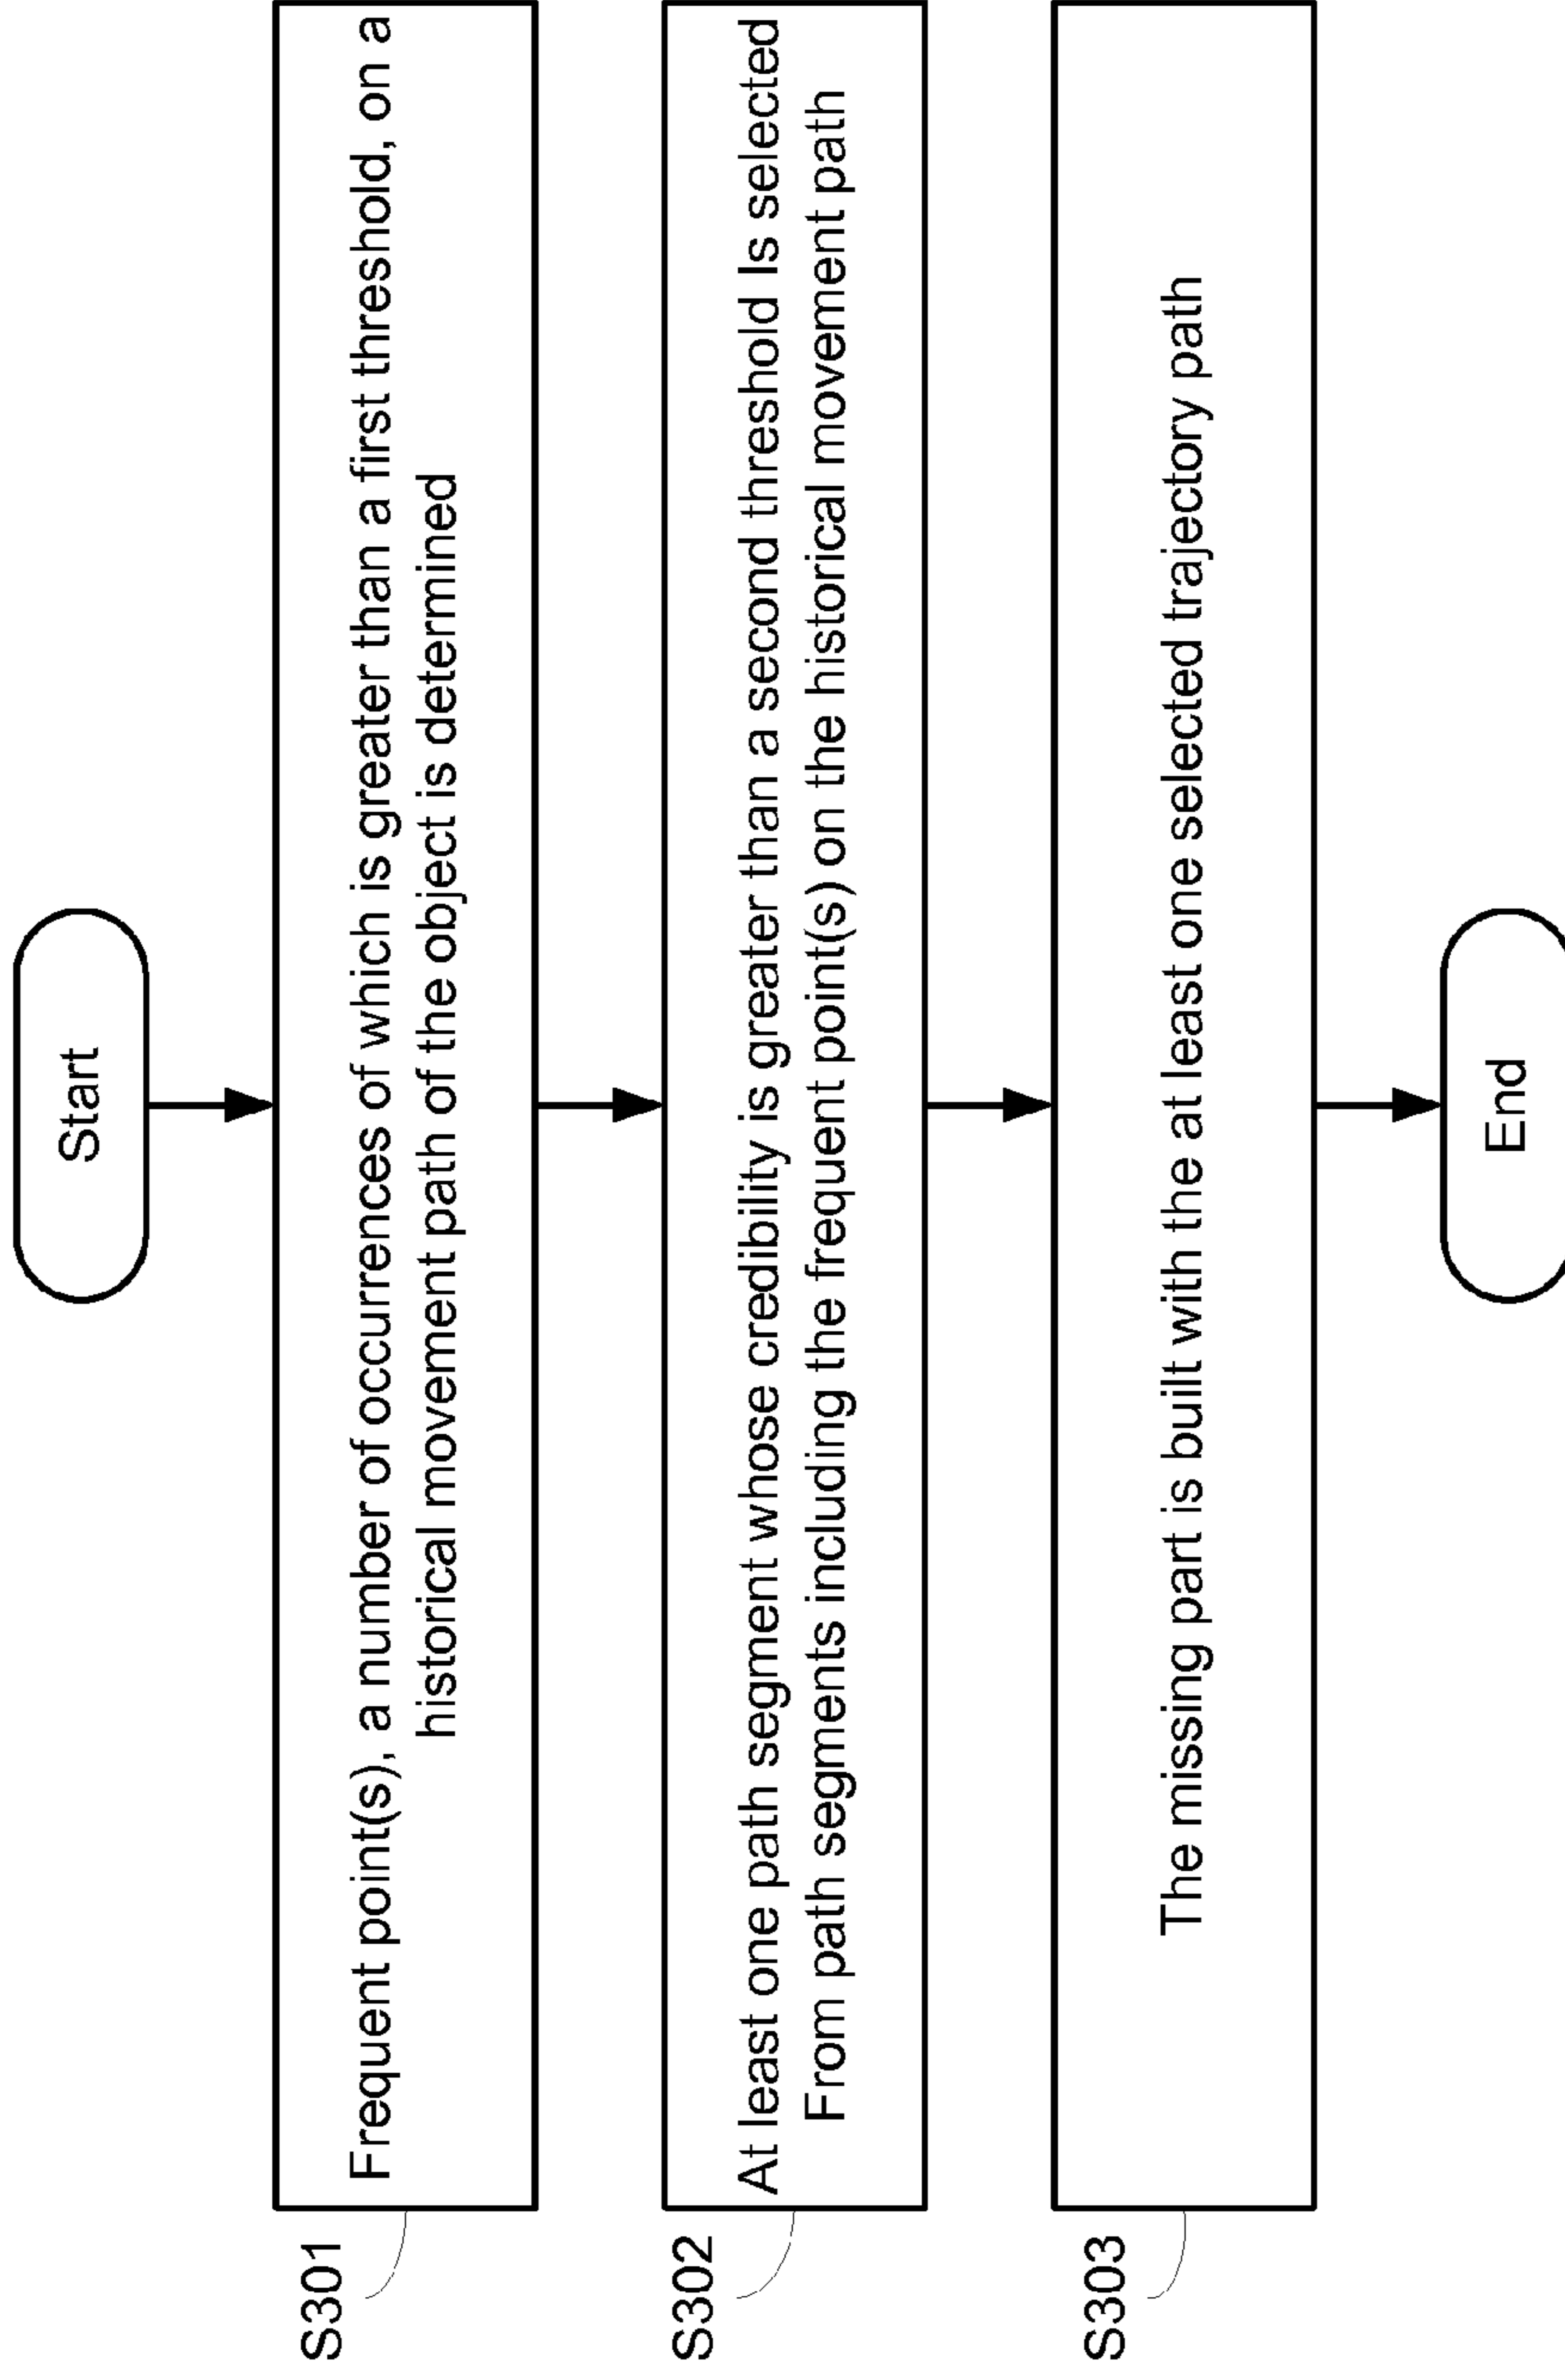 Start
S301
Frequent point(s), a number of occurrences of which is greater than a first threshold, on a
historical movement path of the object is determined
S302
At least one path segment whose credibility is greater than a second threshold Is selected
From path segments including the frequent point(s) on the historical movement path
S303
The missing part is built with the at least one selected trajectory path
End